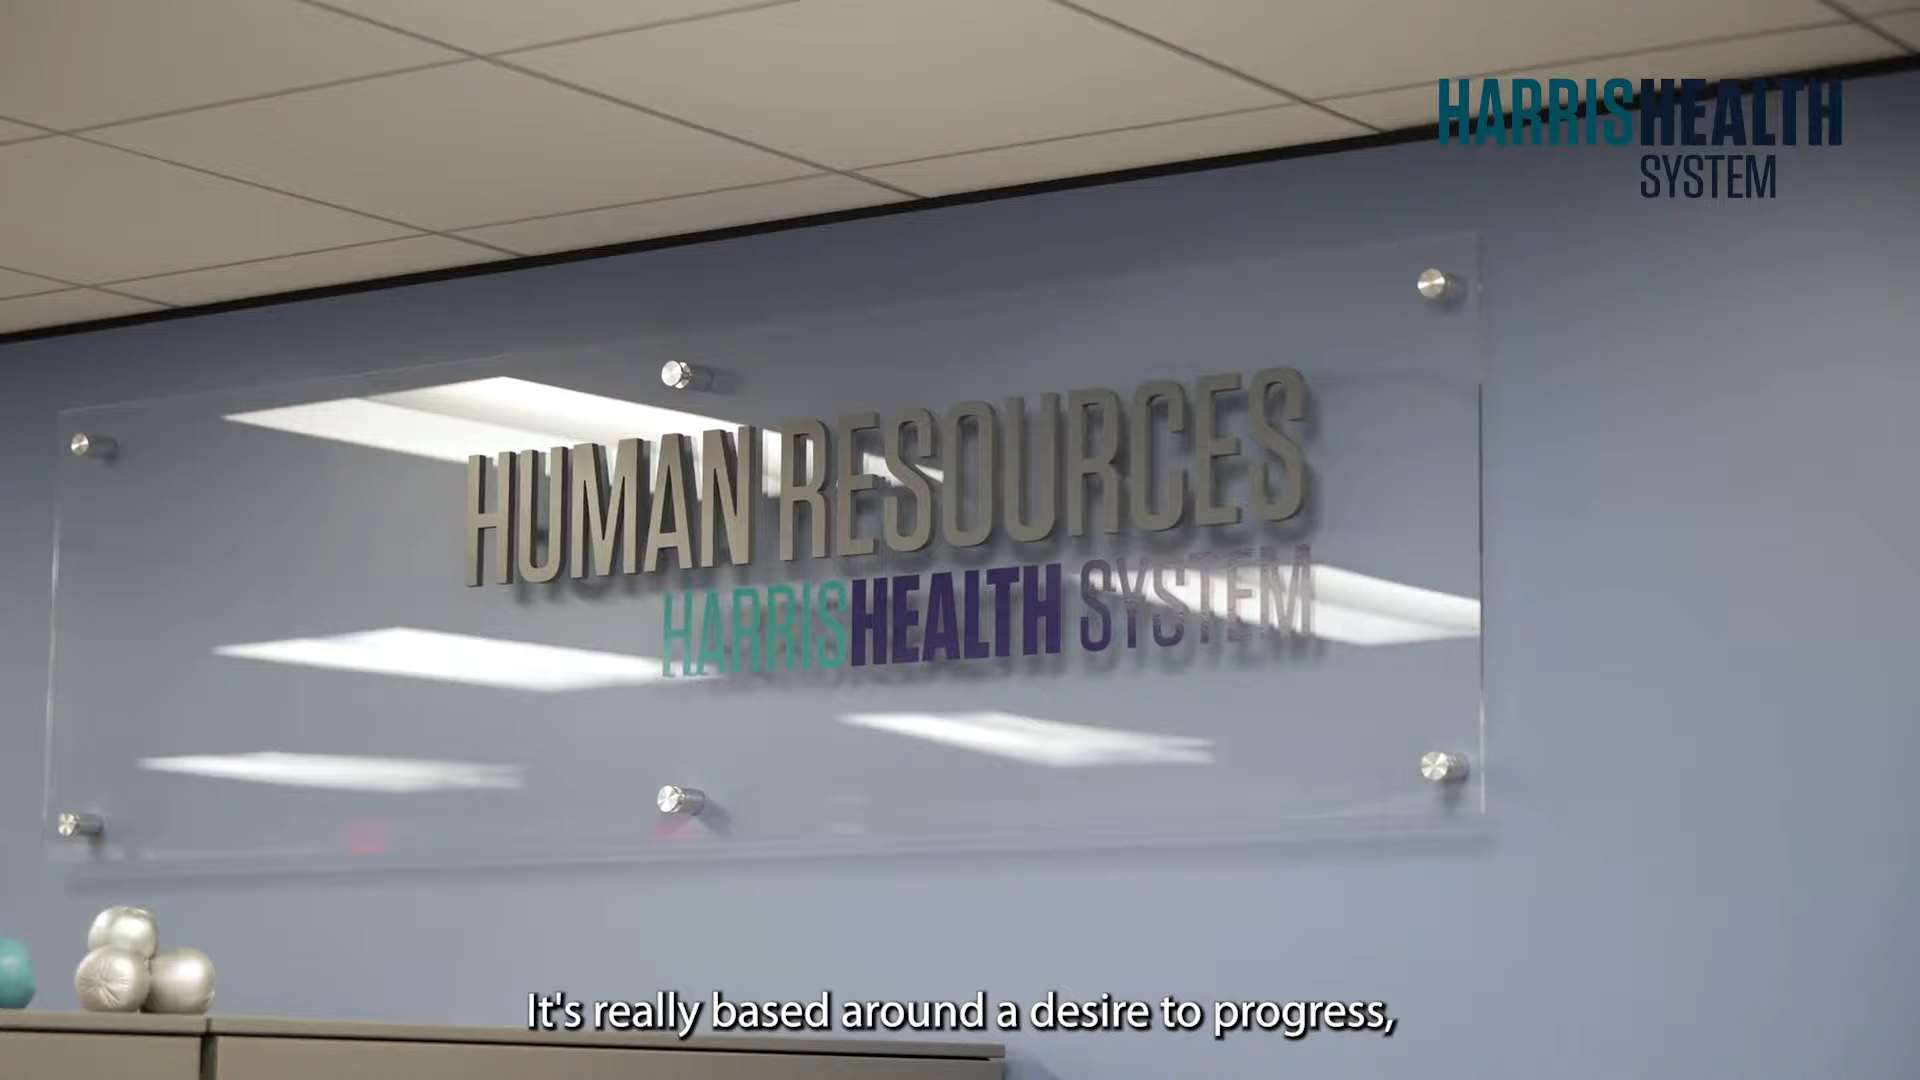 HARRISHEALTH
SYSTEM
HUMAN RESOURCES
HARRISHEALTH SYSTEM
It's really based around a desire to progress,